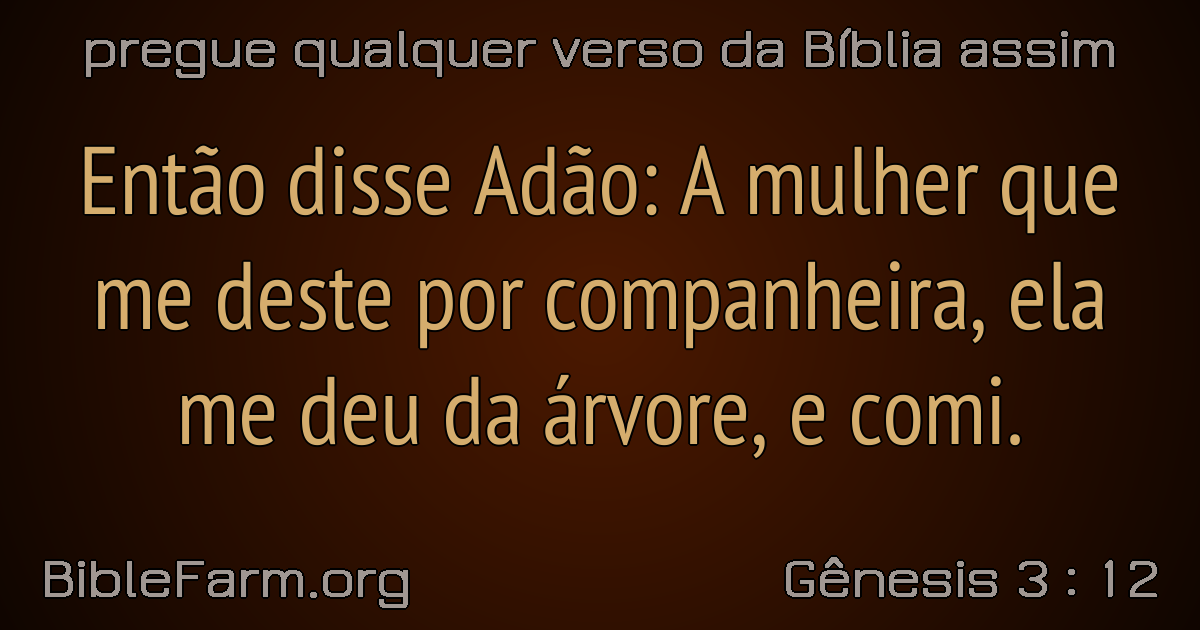 pregue qualquer verso da Bíblia assim
Então disse Adão: A mulher que
me deste por companheira, ela
me deu da árvore, e comi.
BibleFarm.org
Gênesis 3 : 12